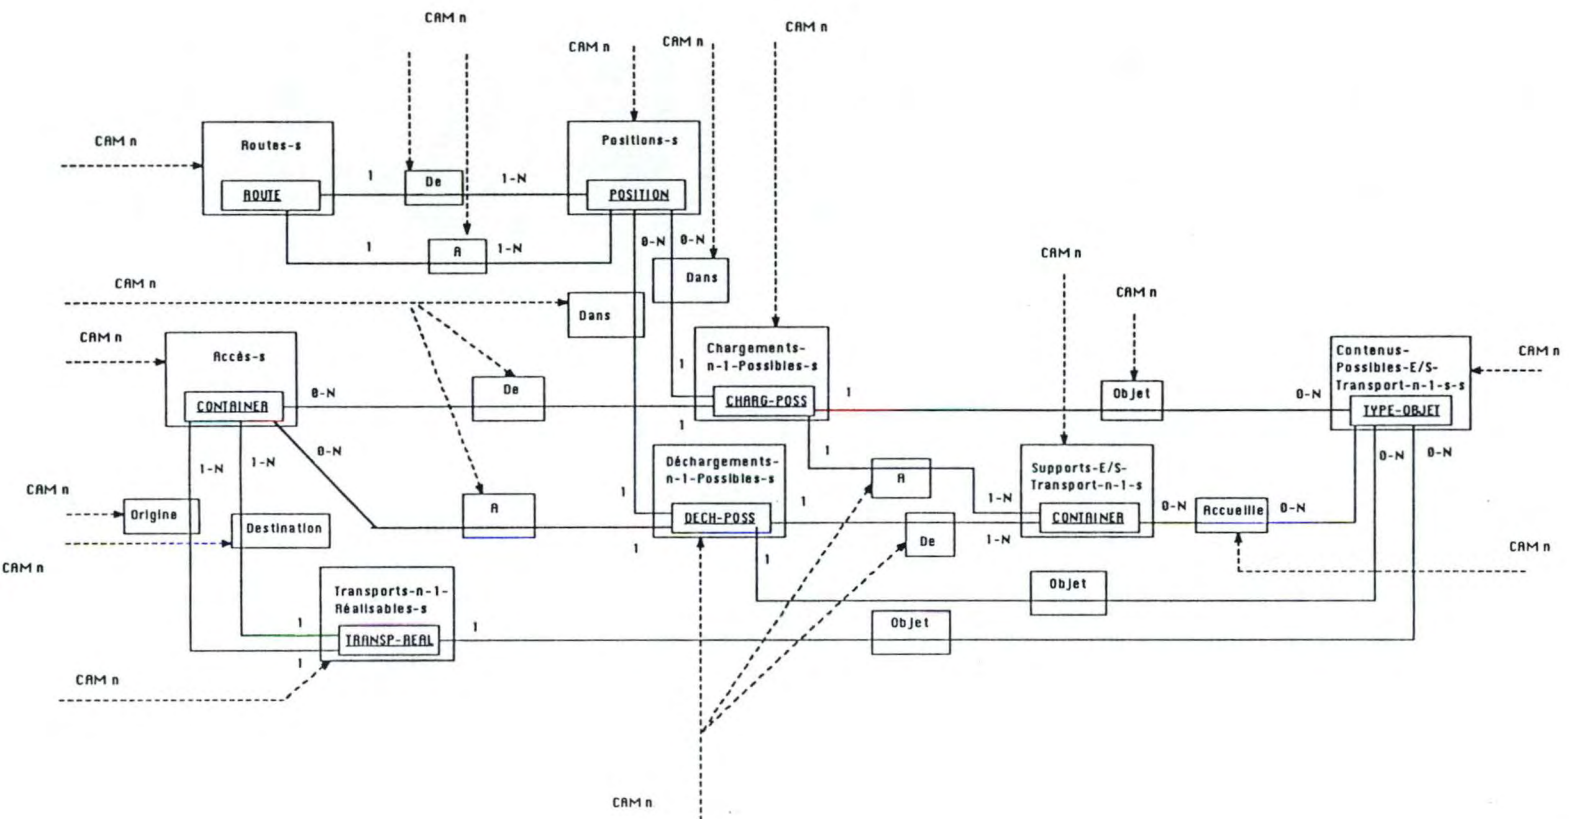 CAM n
CAM n
CAM n
CAM n
CAM n
Routes-s
ROUTE
1
De
1-N
Positions-s
POSITION
1
A
1-N
0-N
0-N
Dans
CAM n
Dans
CAM n
CAM n
CAM n
Accès-s
CONTAINER
0-N
De
1
Chargements-
n-1-Possibles-s
CHARG-POSS
1
1
Objet
0-N
Contenus-
Possibles-E/S-
Transport-n-1-s-s
TYPE-OBJET
CAM n
1-N
1-N
0-N
A
1
1
Déchargements-
n-1-Possibles-s
DECH-POSS
1
1
A
1
De
1-N
1-N
Supports-E/S-
Transport-n-1-s
CONTAINER
0-N
Accueille
0-N
0-N
0-N
CAM n
CAM n
Origine
Destination
CAM n
Transports-n-1-
Réalisables-s
TRANSP-REAL
1
1
1
Objet
Objet
CAM n
CAM n